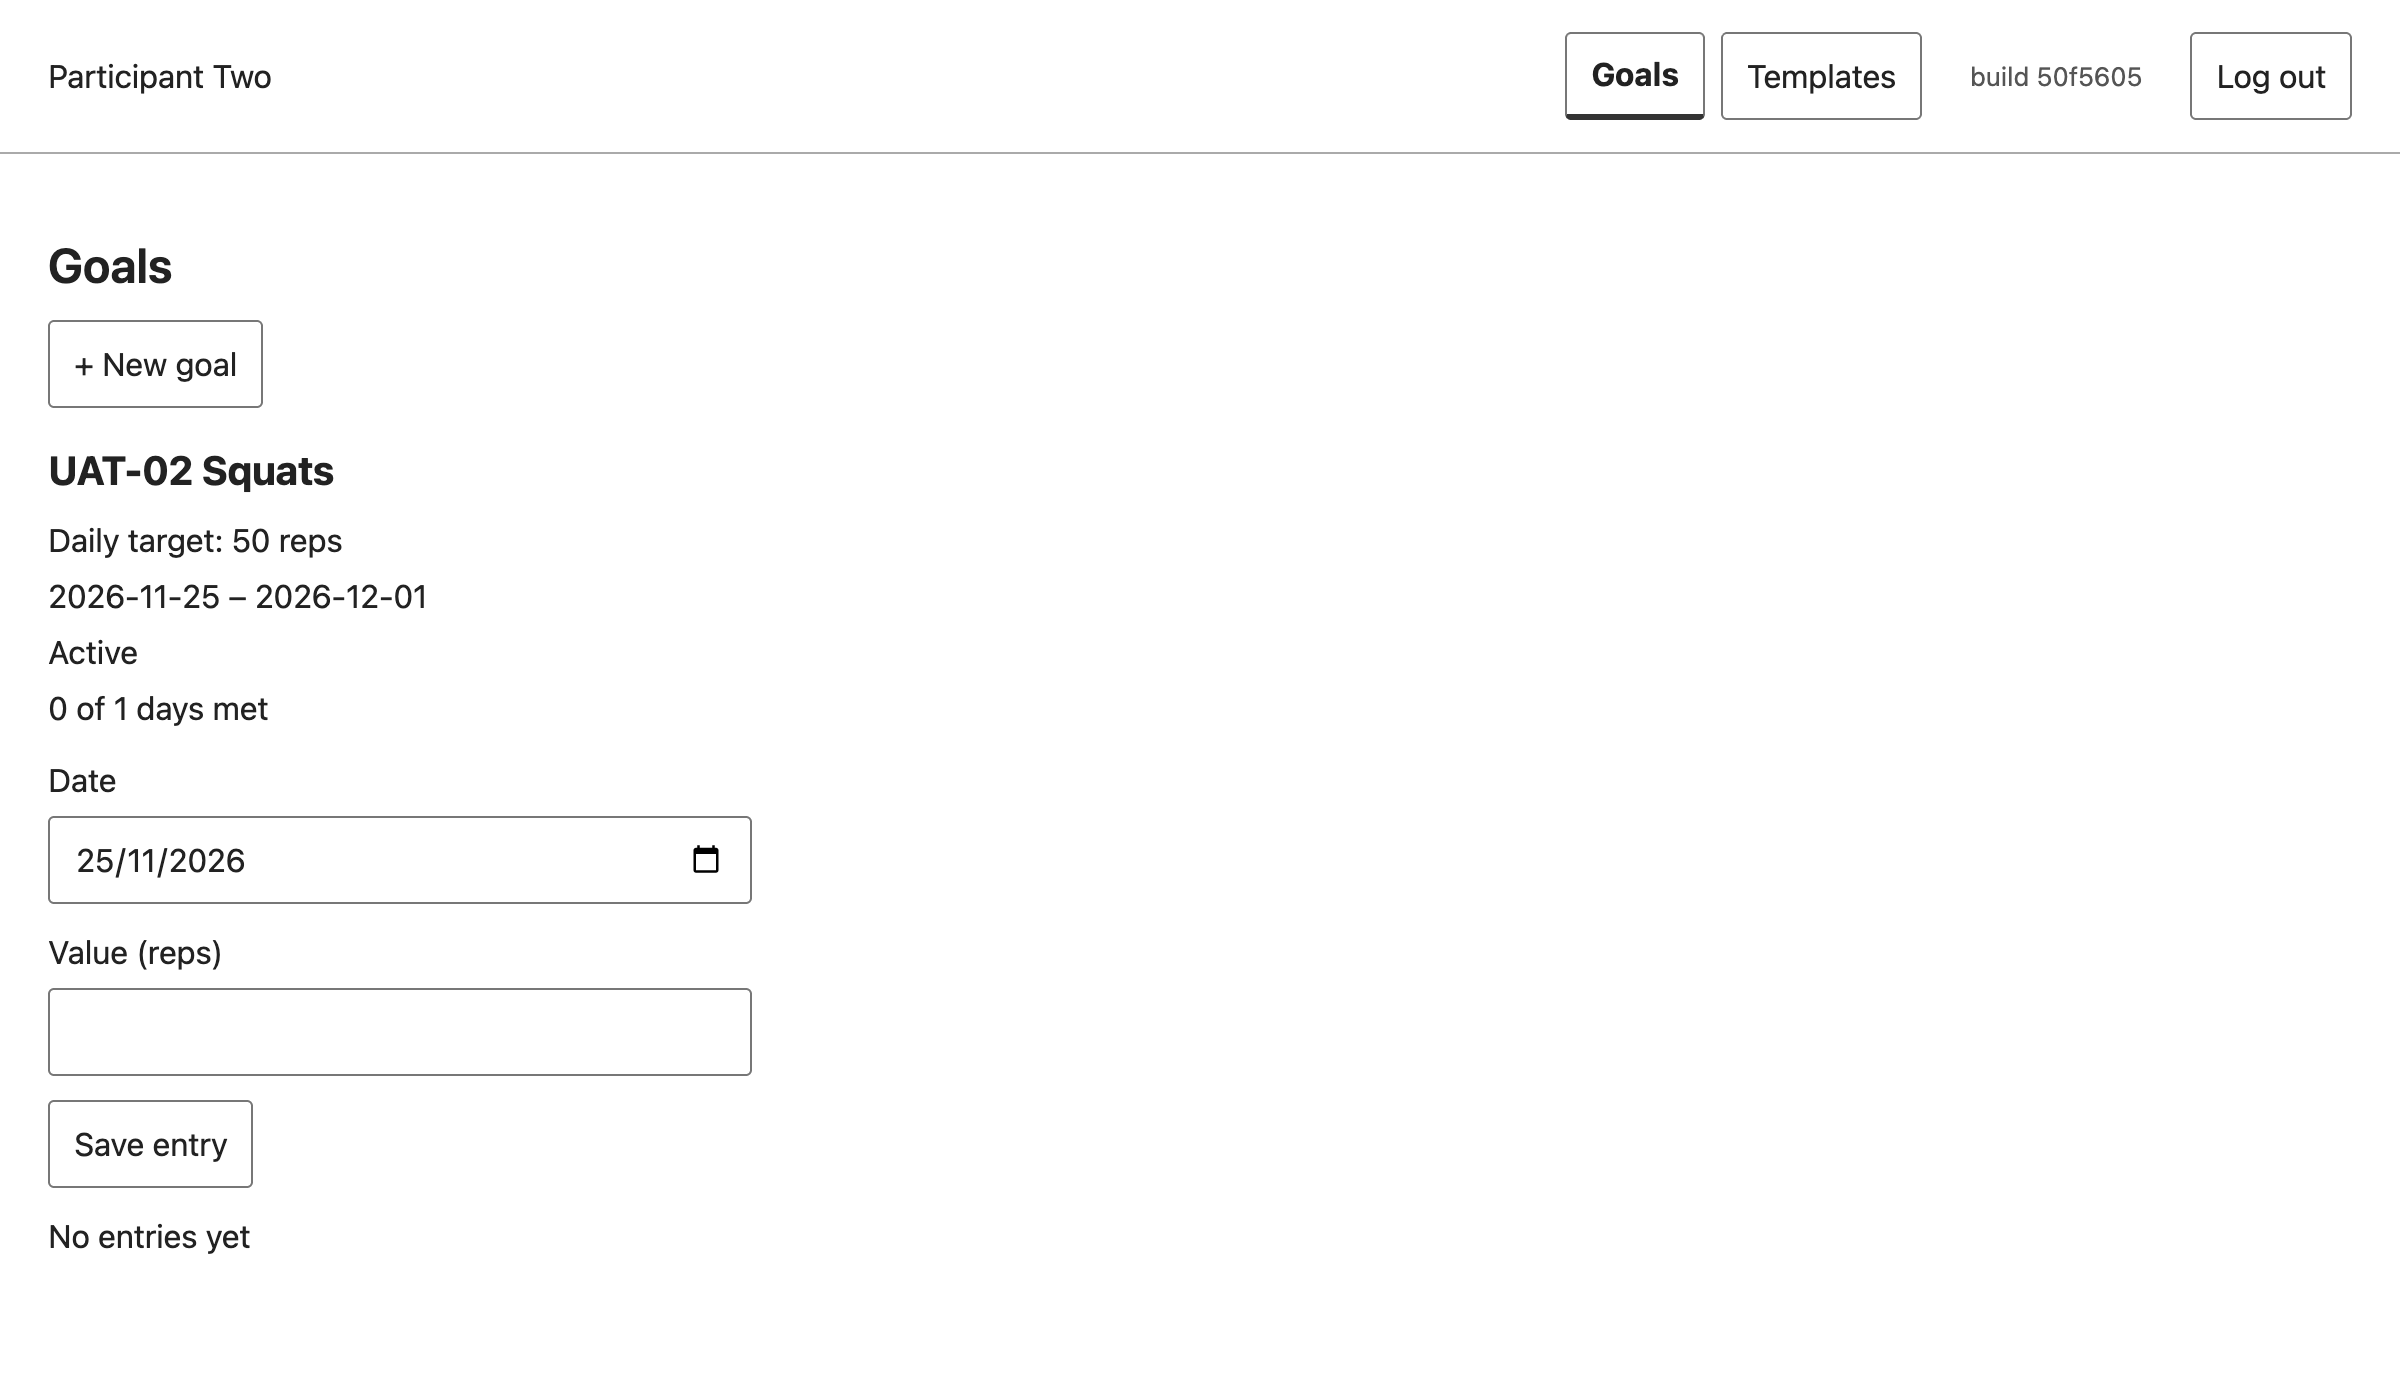 Participant Two
Goals
Templates
build 50f5605
Log out
Goals
+ New goal
UAT-02 Squats
Daily target: 50 reps
2026-11-25 – 2026-12-01
Active
0 of 1 days met
Date
25/11/2026
Value (reps)
Save entry
No entries yet